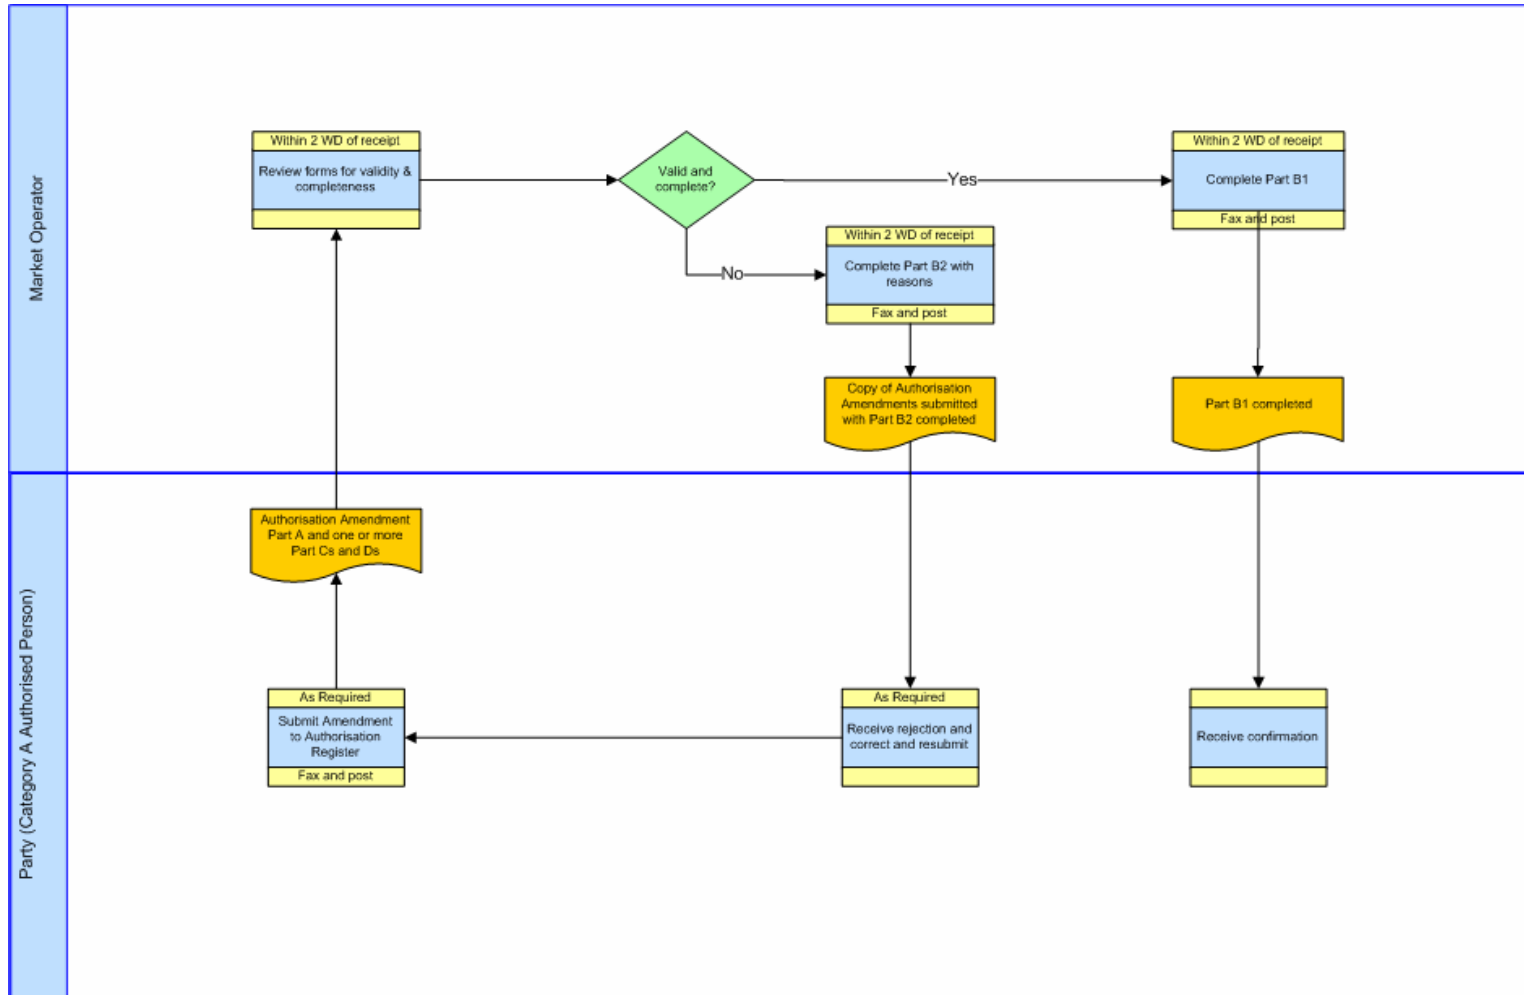 Market Operator
Within 2 WD of receipt
Review forms for validity &
completeness
Valid and
complete?
Yes
Within 2 WD of receipt
Complete Part B1
Fax and post
No
Within 2 WD of receipt
Complete Part B2 with
reasons
Fax and post
Copy of Authorisation
Amendments submitted
with Part B2 completed
Part B1 completed
Party (Category A Authorised Person)
Authorisation Amendment
Part A and one or more
Part Cs and Ds
As Required
Submit Amendment
to Authorisation
Register
Fax and post
As Required
Receive rejection and
correct and resubmit
Receive confirmation